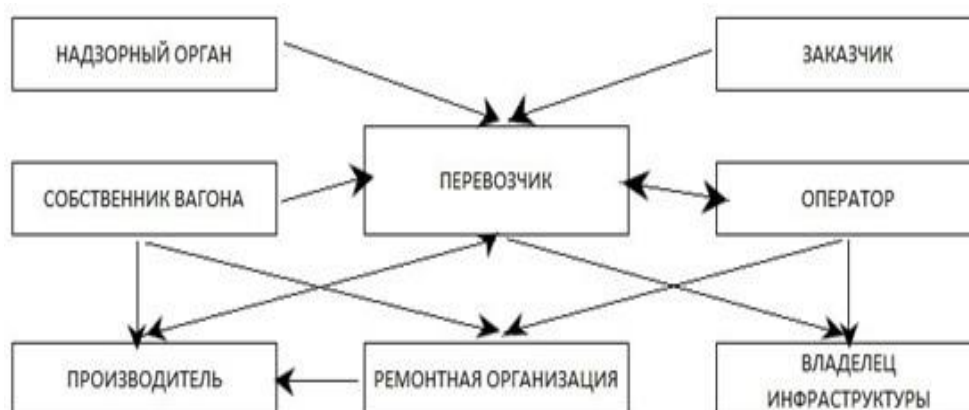 НАДЗОРНЫЙ ОРГАН
ЗАКАЗЧИК
СОБСТВЕННИК ВАГОНА
ПЕРЕВОЗЧИК
ОПЕРАТОР
ПРОИЗВОДИТЕЛЬ
РЕМОНТНАЯ ОРГАНИЗАЦИЯ
ВЛАДЕЛЕЦ
ИНФРАСТРУКТУРЫ